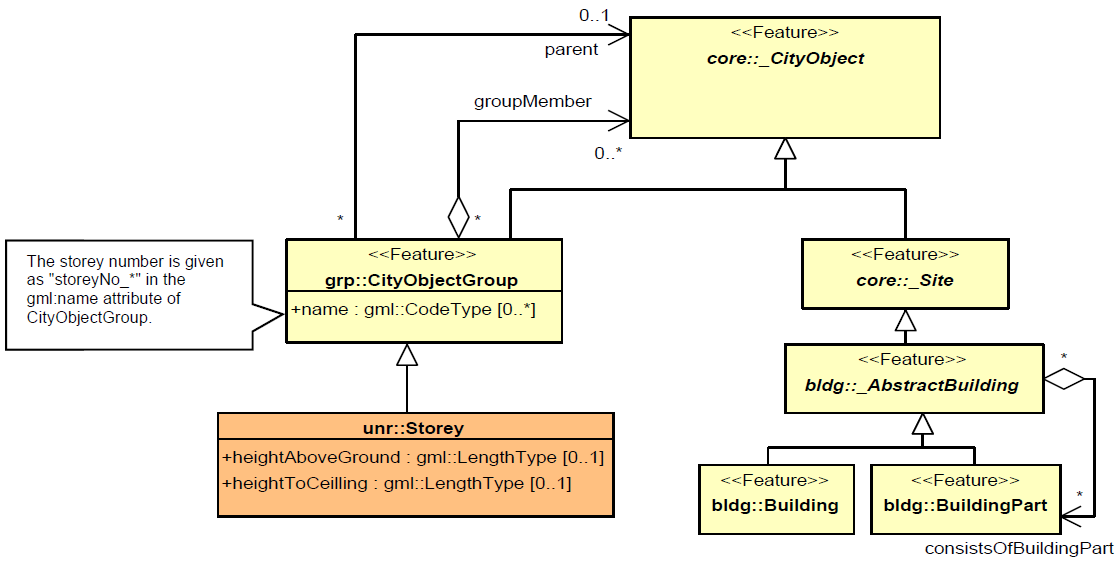 0..1
<<Feature>>
core::_CityObject
parent
groupMember
0..*
*
*
The storey number is given
as "storeyNo_*" in the
gml:name attribute of
CityObjectGroup.
<<Feature>>
grp::CityObjectGroup
+name : gml::CodeType [0..*]
<<Feature>>
core::_Site
<<Feature>>
bldg::_AbstractBuilding
*
unr::Storey
+heightAboveGround : gml::LengthType [0..1]
+heightToCeilling : gml::LengthType [0..1]
<<Feature>>
bldg::Building
<<Feature>>
bldg::BuildingPart
*
consistsOfBuildingPart